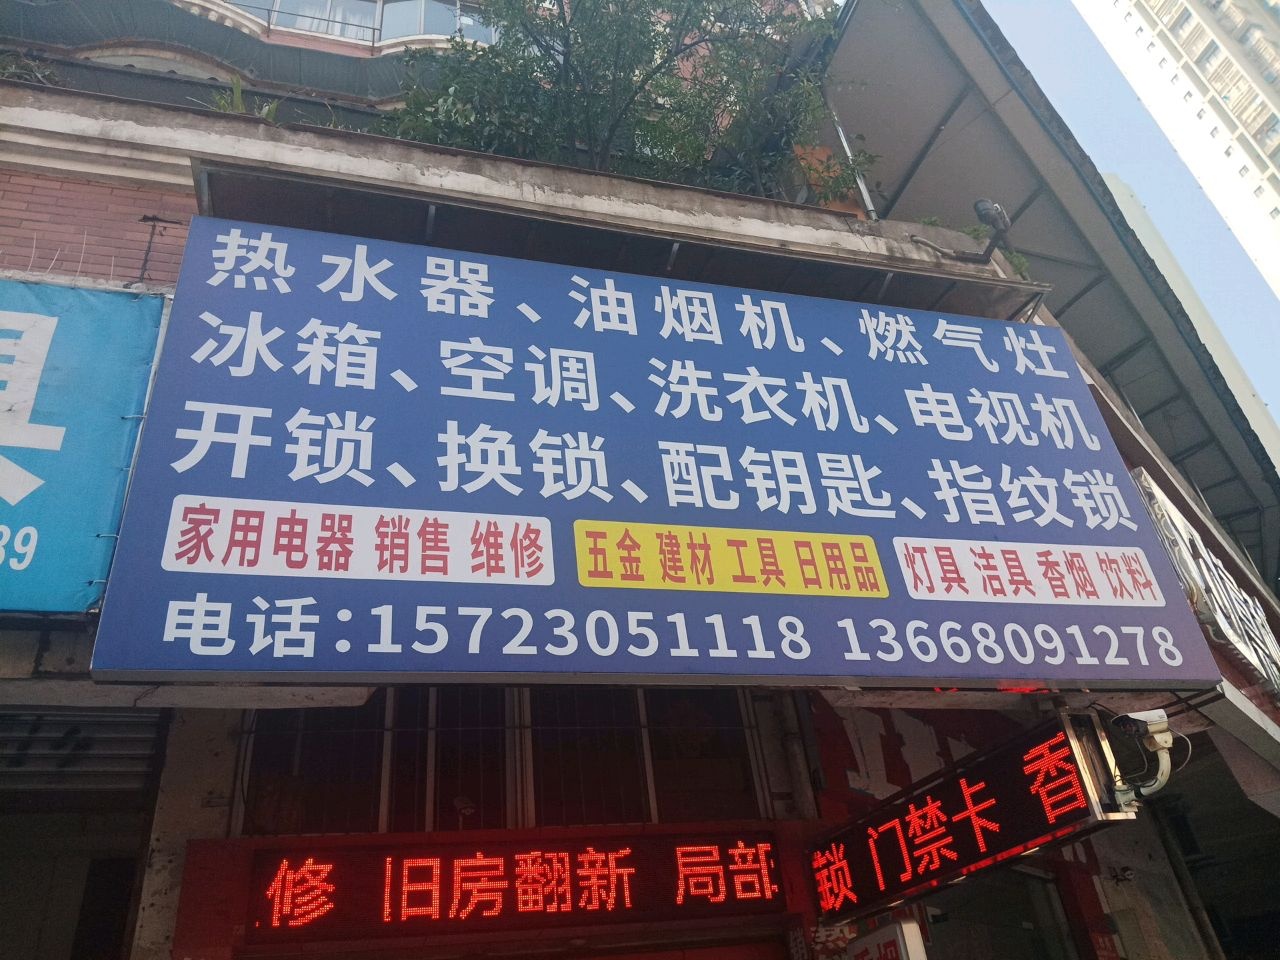 热水器、油烟机、燃气灶
冰箱、空调、洗衣机、电视机
开锁、换锁、配钥匙、指纹锁
家用电器 销售 维修
五金 建材 工具 日用品
灯具 洁具 香烟 饮料
电话:15723051118 13668091278
具
39
修 旧房翻新 局部
锁 门禁卡 香